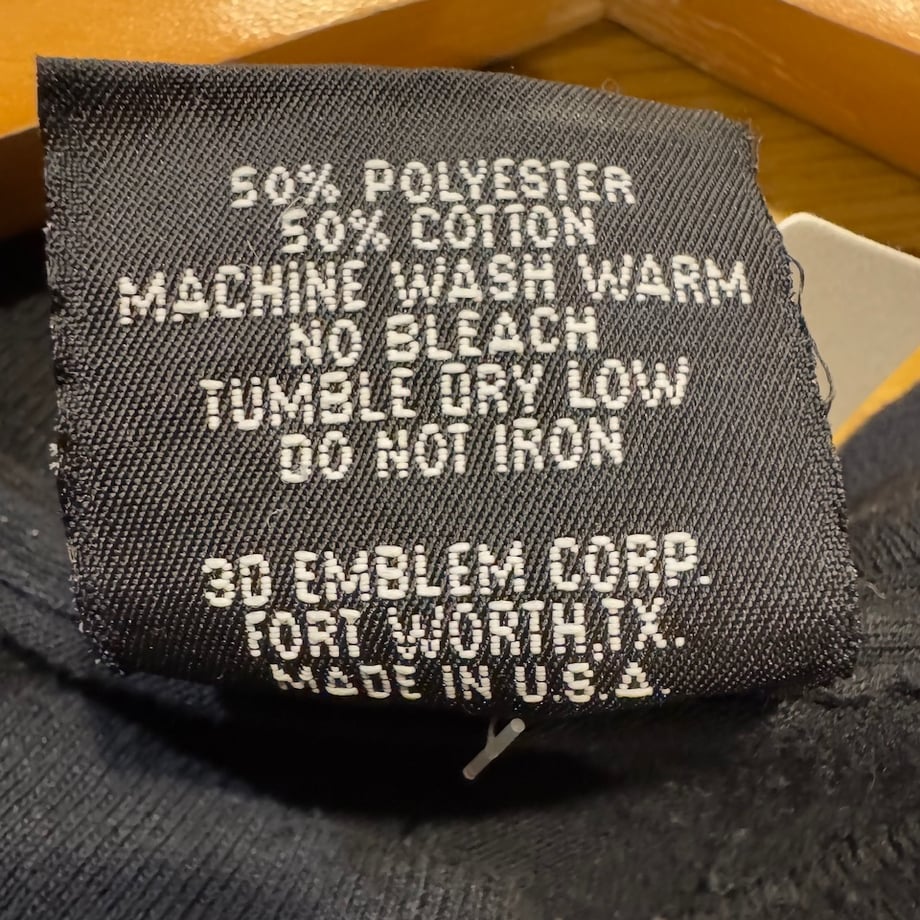 50% POLYESTER
50% COTTON
MACHINE WASH WARM
NO BLEACH
TUMBLE DRY LOW
DO NOT IRON
3D EMBLEM CORP.
FORT WORTH.TX.
MADE IN U.S.A.